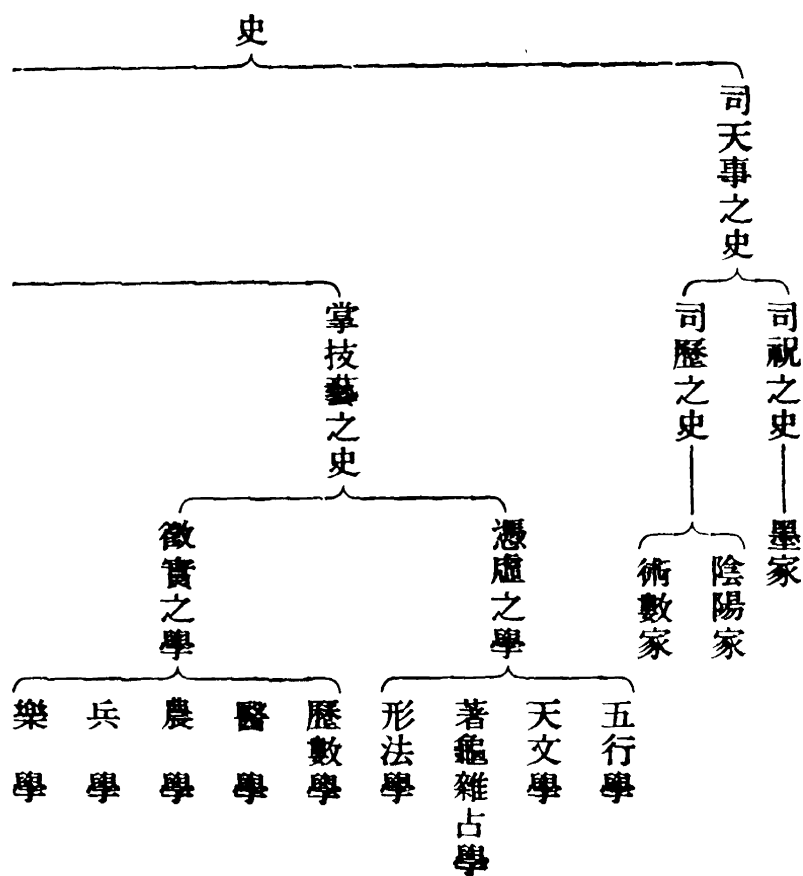 史
司天事之史
司祝之史
墨家
司歷之史
陰陽家
術數家
掌技藝之史
憑虛之學
五行學
天文學
蓍龜雜占學
形法學
徵實之學
歷數學
醫學
農學
兵學
樂學